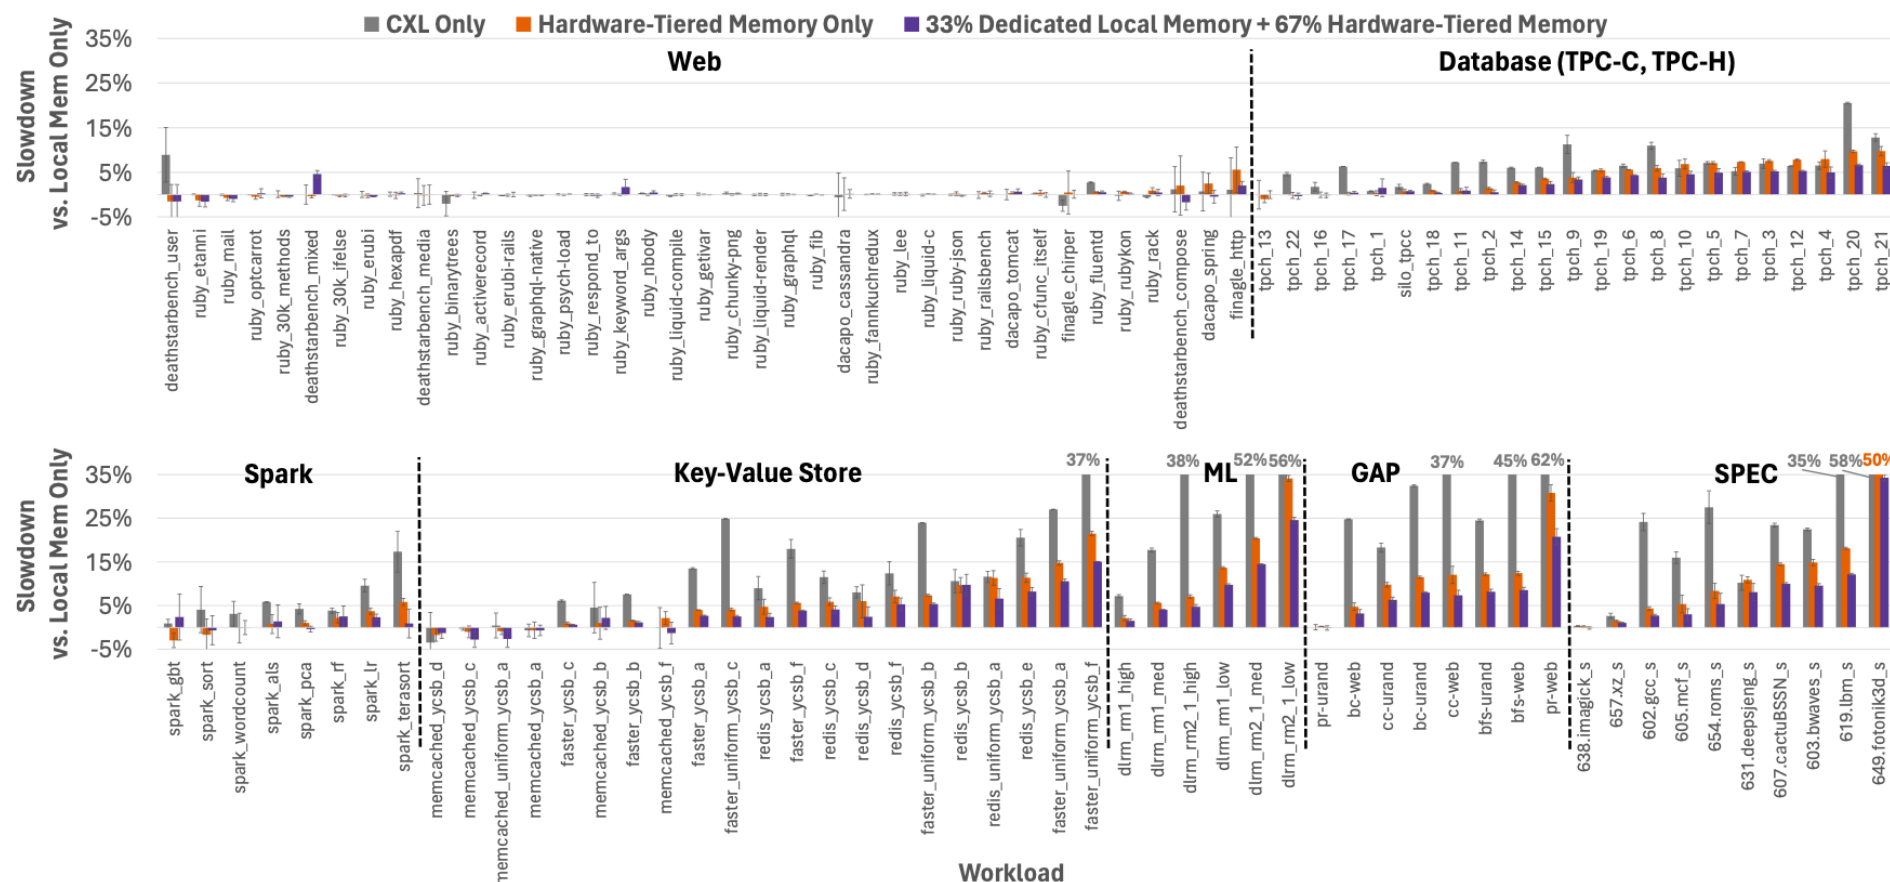 CXL Only Hardware-Tiered Memory Only 33% Dedicated Local Memory + 67% Hardware-Tiered Memory
Slowdown
vs. Local Mem Only
35%
25%
15%
5%
-5%
Web
Database (TPC-C, TPC-H)
deathstarbench_user
ruby_etanni
ruby_mail
ruby_optcarrot
ruby_30k_methods
deathstarbench_mixed
ruby_30k_ifelse
ruby_erubi
ruby_hexapdf
deathstarbench_media
ruby_binarytrees
ruby_activerecord
ruby_erubi-rails
ruby_graphql-native
ruby_psych-load
ruby_respond_to
ruby_keyword_args
ruby_nbody
ruby_liquid-compile
ruby_getivar
ruby_chunky-png
ruby_liquid-render
ruby_graphql
ruby_fib
dacapo_cassandra
ruby_fannkuchredux
ruby_lee
ruby_liquid-c
ruby_ruby-json
ruby_railsbench
dacapo_tomcat
ruby_cfunc_itself
finagle_chirper
ruby_fluentd
ruby_rubykon
ruby_rack
deathstarbench_compose
dacapo_spring
finagle_http
tpch_13
tpch_22
tpch_16
tpch_17
tpch_1
silo_tpcc
tpch_18
tpch_11
tpch_2
tpch_14
tpch_15
tpch_9
tpch_19
tpch_6
tpch_8
tpch_10
tpch_5
tpch_7
tpch_3
tpch_12
tpch_4
tpch_20
tpch_21
Slowdown
vs. Local Mem Only
35%
25%
15%
5%
-5%
Spark
Key-Value Store
ML
GAP
SPEC
37%
38%
52%
56%
37%
45%
62%
35%
58%
50%
spark_gbt
spark_sort
spark_wordcount
spark_als
spark_pca
spark_rf
spark_lr
spark_terasort
memcached_ycsb_d
memcached_ycsb_c
memcached_uniform_ycsb_a
memcached_ycsb_a
faster_ycsb_c
memcached_ycsb_b
faster_ycsb_b
memcached_ycsb_f
faster_ycsb_a
faster_uniform_ycsb_c
redis_ycsb_a
faster_ycsb_f
redis_ycsb_c
redis_ycsb_d
redis_ycsb_f
faster_uniform_ycsb_b
redis_ycsb_b
redis_uniform_ycsb_a
redis_ycsb_e
faster_uniform_ycsb_a
faster_uniform_ycsb_f
dlrm_rm1_high
dlrm_rm1_med
dlrm_rm2_1_high
dlrm_rm1_low
dlrm_rm2_1_med
dlrm_rm2_1_low
pr-urand
bc-web
cc-urand
bc-urand
cc-web
bfs-urand
bfs-web
pr-web
638.imagick_s
657.xz_s
602.gcc_s
605.mcf_s
654.roms_s
631.deepsjeng_s
607.cactuBSSN_s
603.bwaves_s
619.lbm_s
649.fotonik3d_s
Workload